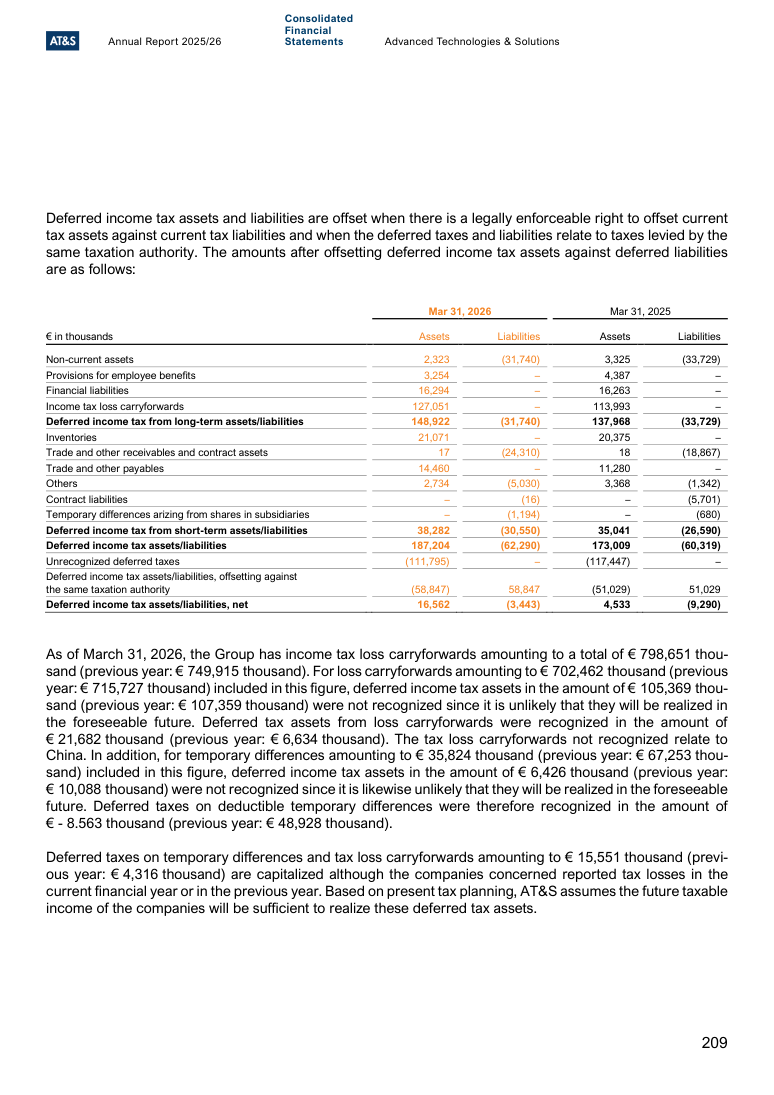 AT&S
Annual Report 2025/26
Consolidated
Financial
Statements
Advanced Technologies & Solutions
Deferred income tax assets and liabilities are offset when there is a legally enforceable right to offset current
tax assets against current tax liabilities and when the deferred taxes and liabilities relate to taxes levied by the
same taxation authority. The amounts after offsetting deferred income tax assets against deferred liabilities
are as follows:
Mar 31, 2026 Mar 31, 2025
€ in thousands Assets Liabilities Assets Liabilities
Non-current assets 2,323 (31,740) 3,325 (33,729)
Provisions for employee benefits 3,254 – 4,387 –
Financial liabilities 16,294 – 16,263 –
Income tax loss carryforwards 127,051 – 113,993 –
Deferred income tax from long-term assets/liabilities 148,922 (31,740) 137,968 (33,729)
Inventories 21,071 – 20,375 –
Trade and other receivables and contract assets 17 (24,310) 18 (18,867)
Trade and other payables 14,460 – 11,280 –
Others 2,734 (5,030) 3,368 (1,342)
Contract liabilities – (16) – (5,701)
Temporary differences arizing from shares in subsidiaries – (1,194) – (680)
Deferred income tax from short-term assets/liabilities 38,282 (30,550) 35,041 (26,590)
Deferred income tax assets/liabilities 187,204 (62,290) 173,009 (60,319)
Unrecognized deferred taxes (111,795) – (117,447) –
Deferred income tax assets/liabilities, offsetting against
the same taxation authority (58,847) 58,847 (51,029) 51,029
Deferred income tax assets/liabilities, net 16,562 (3,443) 4,533 (9,290)
As of March 31, 2026, the Group has income tax loss carryforwards amounting to a total of € 798,651 thou-
sand (previous year: € 749,915 thousand). For loss carryforwards amounting to € 702,462 thousand (previous
year: € 715,727 thousand) included in this figure, deferred income tax assets in the amount of € 105,369 thou-
sand (previous year: € 107,359 thousand) were not recognized since it is unlikely that they will be realized in
the foreseeable future. Deferred tax assets from loss carryforwards were recognized in the amount of
€ 21,682 thousand (previous year: € 6,634 thousand). The tax loss carryforwards not recognized relate to
China. In addition, for temporary differences amounting to € 35,824 thousand (previous year: € 67,253 thou-
sand) included in this figure, deferred income tax assets in the amount of € 6,426 thousand (previous year:
€ 10,088 thousand) were not recognized since it is likewise unlikely that they will be realized in the foreseeable
future. Deferred taxes on deductible temporary differences were therefore recognized in the amount of
€ - 8.563 thousand (previous year: € 48,928 thousand).
Deferred taxes on temporary differences and tax loss carryforwards amounting to € 15,551 thousand (previ-
ous year: € 4,316 thousand) are capitalized although the companies concerned reported tax losses in the
current financial year or in the previous year. Based on present tax planning, AT&S assumes the future taxable
income of the companies will be sufficient to realize these deferred tax assets.
209